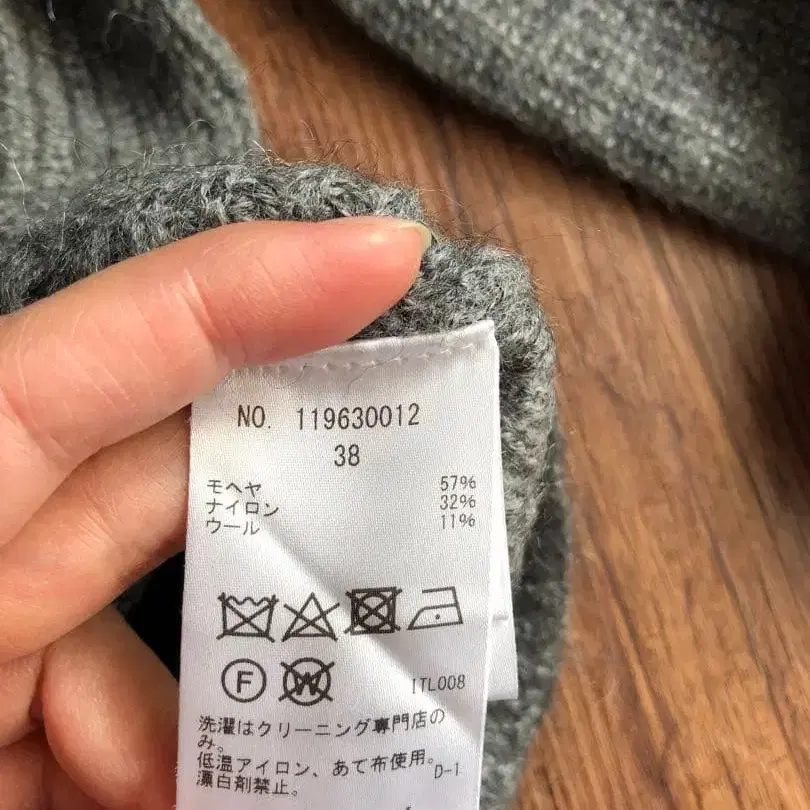 NO. 119630012
38
モヘヤ 57%
ナイロン 32%
ウール 11%
F W
ITL008
洗濯はクリーニング専門店の
み。
低温アイロン、あて布使用。
漂白剤禁止。 D-1